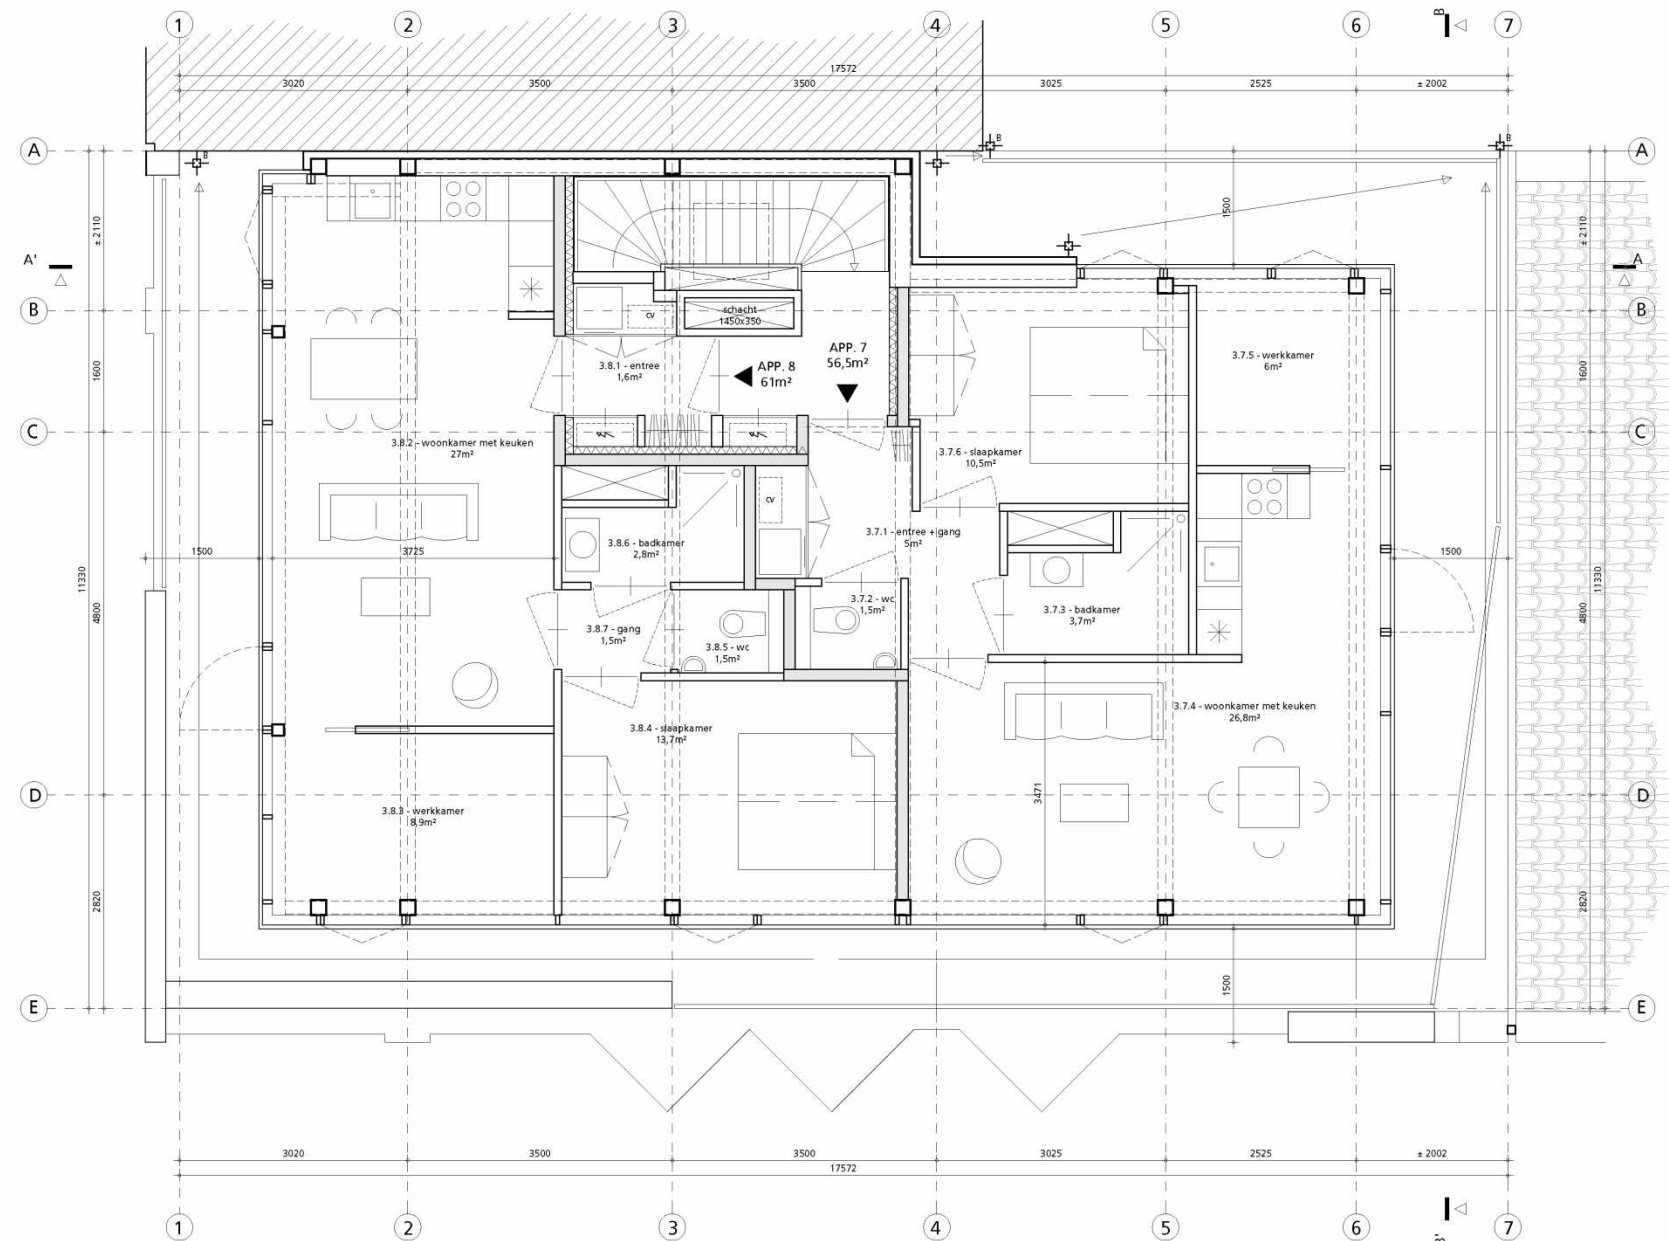 1 2 3 4 5 6 7
B
17572
3020 3500 3500 3025 2525 ± 2002
A
B
B
B
A
± 2110
1500
± 2110
A'
A
B
cv
schacht
1450x350
B
1600
3.8.1 - entree
1,6m²
APP. 8
61m²
APP. 7
56,5m²
3.7.5 - werkkamer
6m²
1600
C
3.8.2 - woonkamer met keuken
27m²
3.7.6 - slaapkamer
10,5m²
C
cv
1500
3725
3.8.6 - badkamer
2,8m²
3.7.1 - entree + gang
5m²
1500
11330
4800
3.8.7 - gang
1,5m²
3.8.5 - wc
1,5m²
3.7.2 - wc
1,5m²
3.7.3 - badkamer
3,7m²
4800
11330
3.8.4 - slaapkamer
13,7m²
3.7.4 - woonkamer met keuken
26,8m²
D
3471
D
3.8.3 - werkkamer
8,9m²
2820
2820
1500
E
E
3020 3500 3500 3025 2525 ± 2002
17572
1 2 3 4 5 6 7